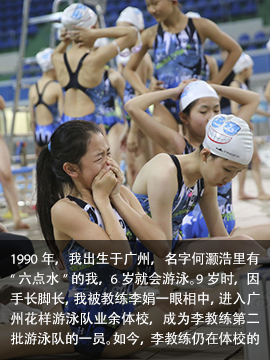 1990 年，我出生于广州，名字何灏浩里有
“六点水”的我，6 岁就会游泳。9 岁时，因
手长脚长，我被教练李娟一眼相中，进入广
州花样游泳队业余体校，成为李教练第二
批游泳队的一员。如今，李教练仍在体校的